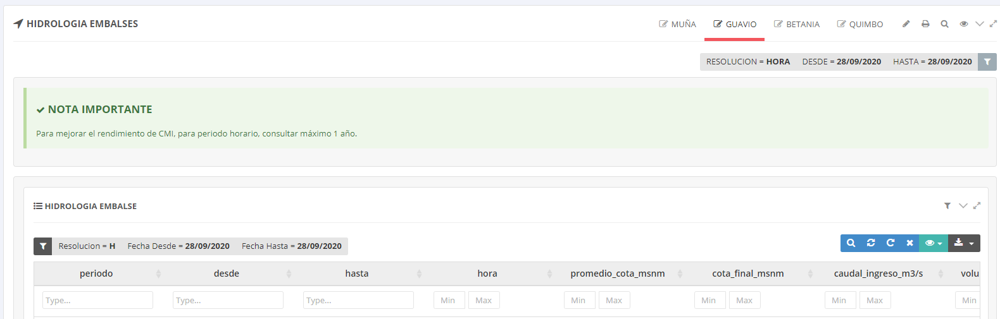 HIDROLOGIA EMBALSES
MUÑA GUAVIO BETANIA QUIMBO
RESOLUCION = HORA DESDE = 28/09/2020 HASTA = 28/09/2020
NOTA IMPORTANTE
Para mejorar el rendimiento de CMI, para periodo horario, consultar máximo 1 año.
HIDROLOGIA EMBALSE
Resolucion = H Fecha Desde = 28/09/2020 Fecha Hasta = 28/09/2020
periodo desde hasta hora promedio_cota_msnm cota_final_msnm caudal_ingreso_m3/s volu
Type... Type... Type... Min Max Min Max Min Max Min Max Min